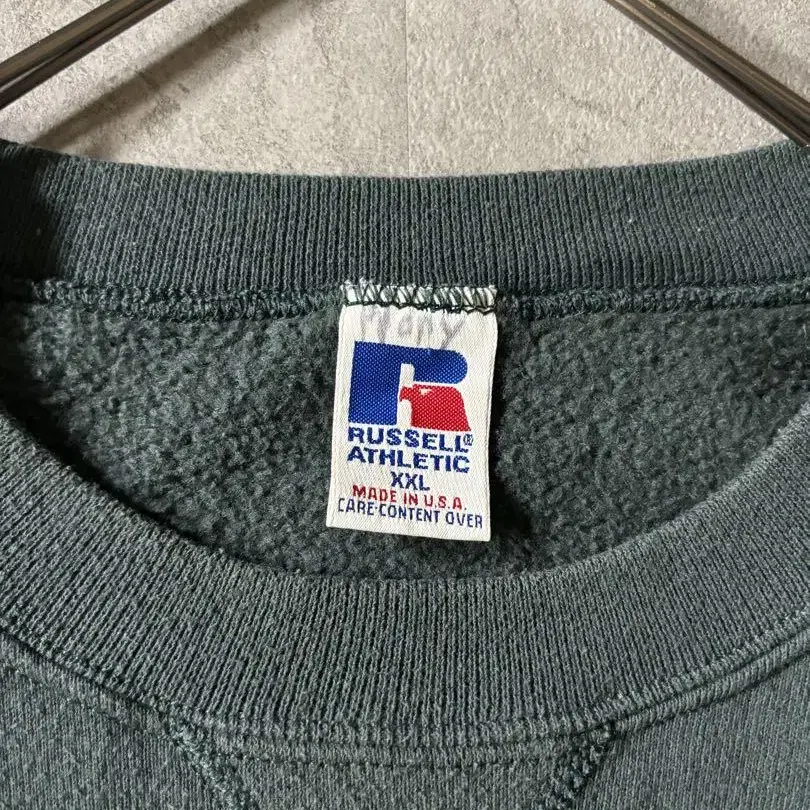 RUSSELL®
ATHLETIC
XXL
MADE IN U.S.A.
CARE·CONTENT OVER